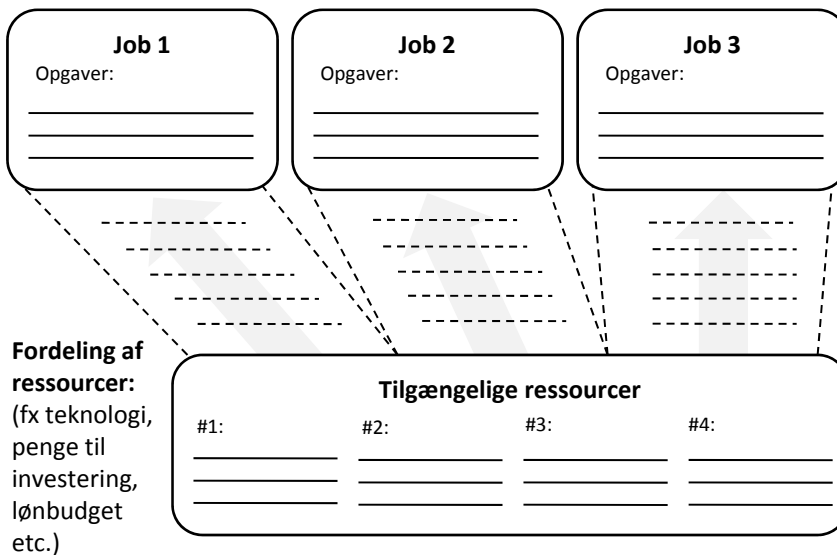 Job 1
Opgaver:
Job 2
Opgaver:
Job 3
Opgaver:
Fordeling af
ressourcer:
(fx teknologi,
penge til
investering,
lønbudget
etc.)
Tilgængelige ressourcer
#1:
#2:
#3:
#4: